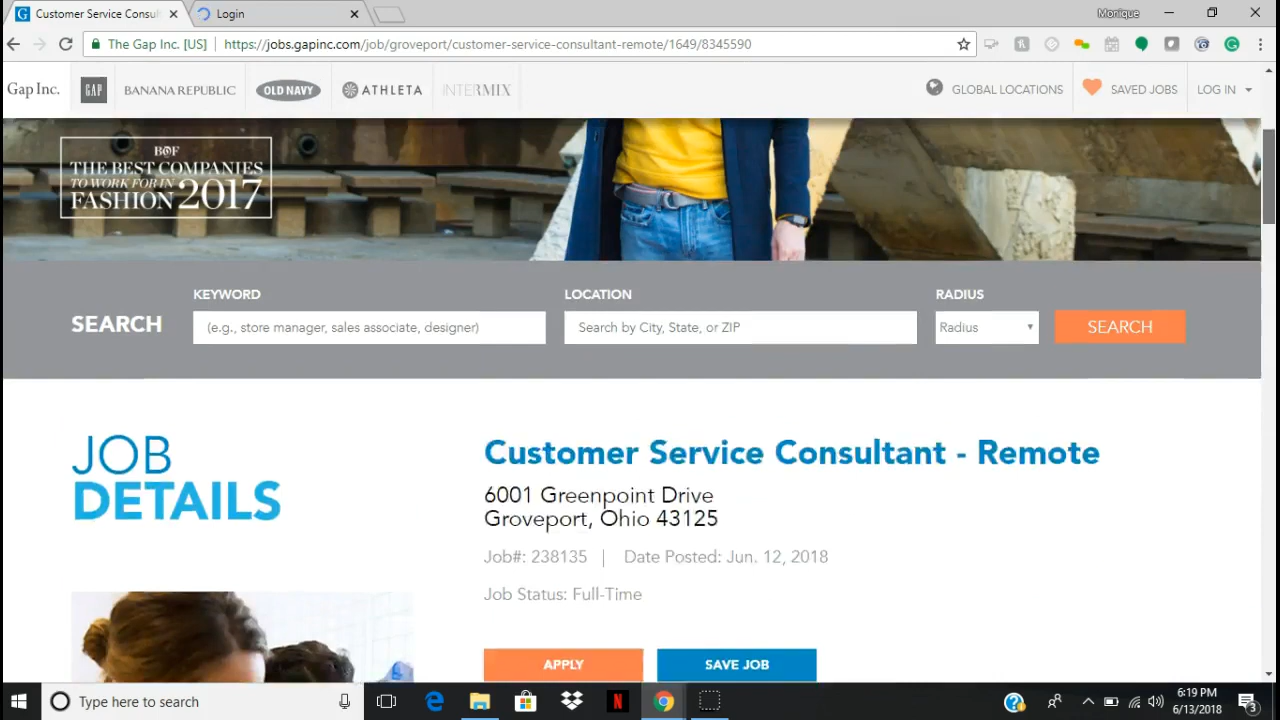 Customer Service Consul
Login
Monique
The Gap Inc. [US]
https://jobs.gapinc.com/job/groveport/customer-service-consultant-remote/1649/8345590
Gap Inc.
GAP
BANANA REPUBLIC
OLD NAVY
ATHLETA
INTERMIX
GLOBAL LOCATIONS
SAVED JOBS
LOG IN
BOF
THE BEST COMPANIES
TO WORK FOR IN
FASHION 2017
SEARCH
KEYWORD
(e.g., store manager, sales associate, designer)
LOCATION
Search by City, State, or ZIP
RADIUS
Radius
SEARCH
JOB
DETAILS
Customer Service Consultant - Remote
6001 Greenpoint Drive
Groveport, Ohio 43125
Job#: 238135 | Date Posted: Jun. 12, 2018
Job Status: Full-Time
APPLY
SAVE JOB
Type here to search
6:19 PM
6/13/2018
3